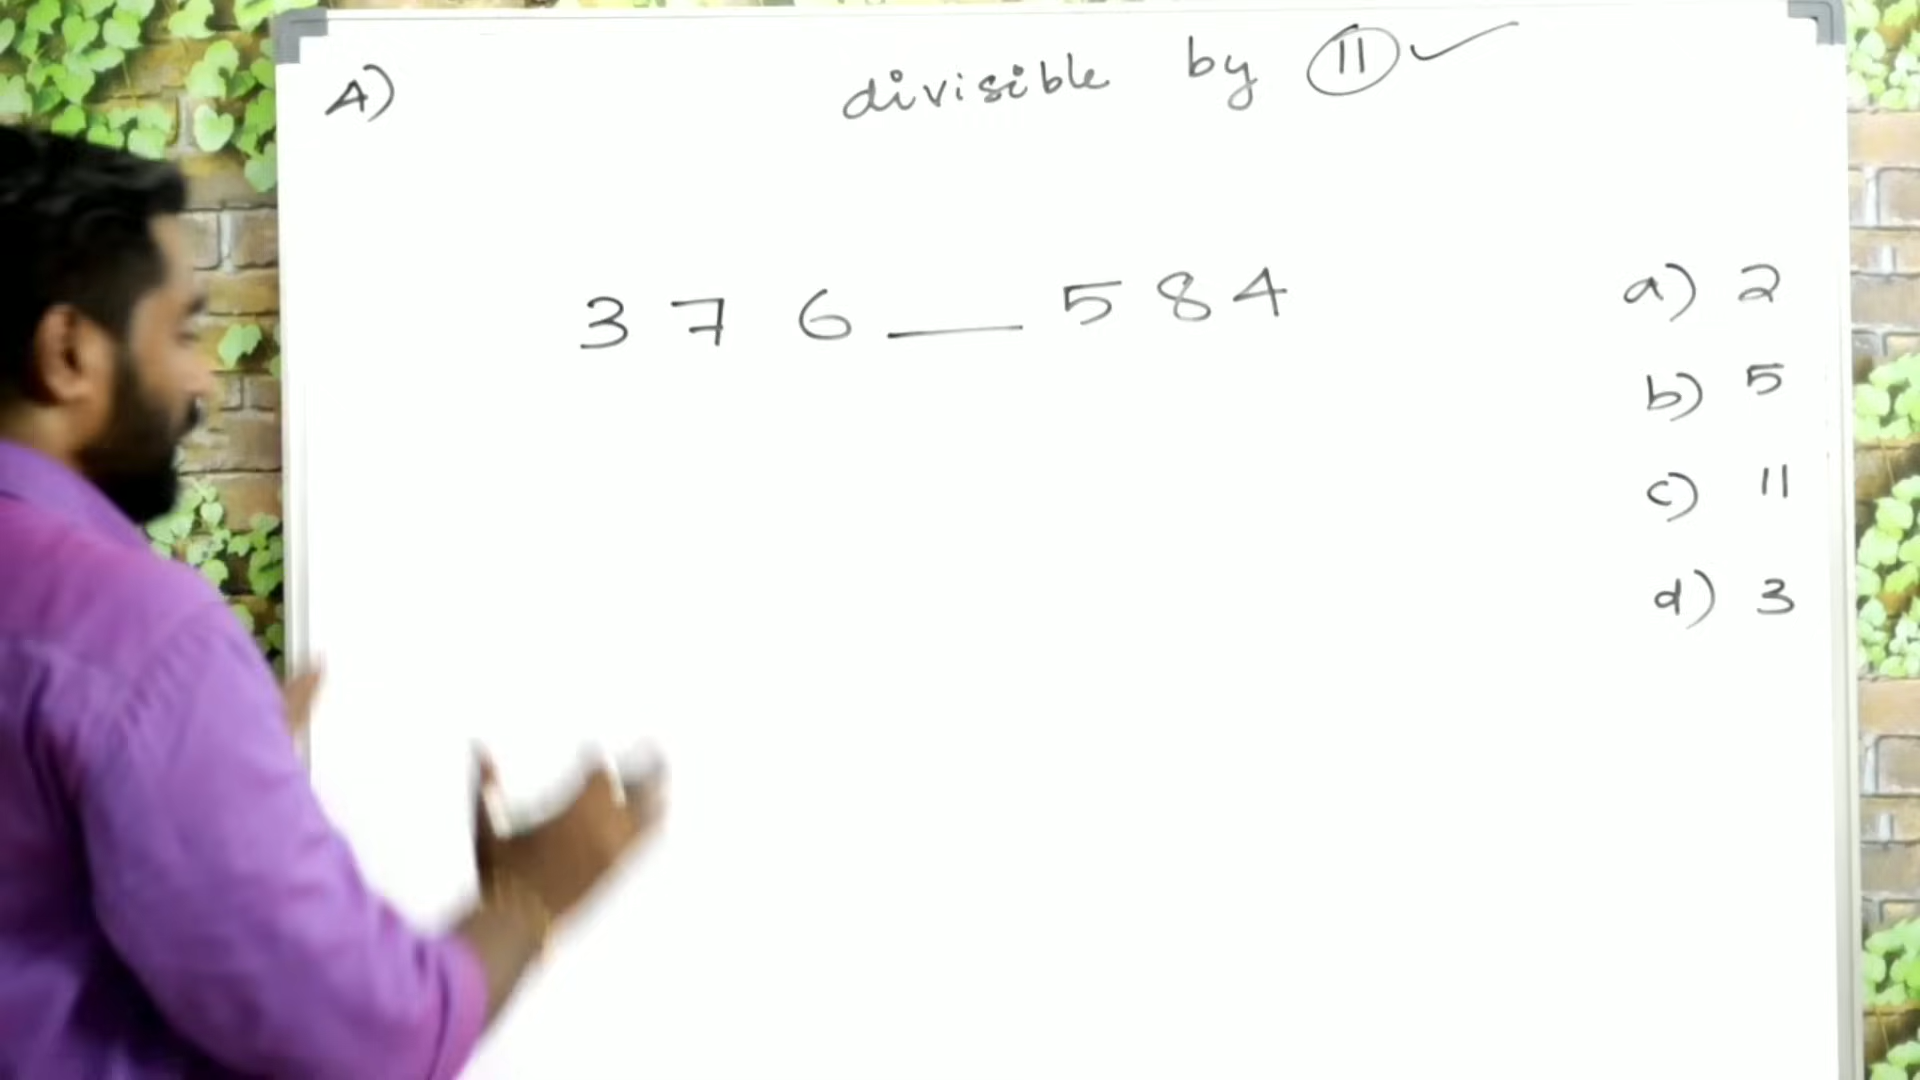 A) divisible by 11
3 7 6 __ 5 8 4
a) 2
b) 5
c) 11
d) 3